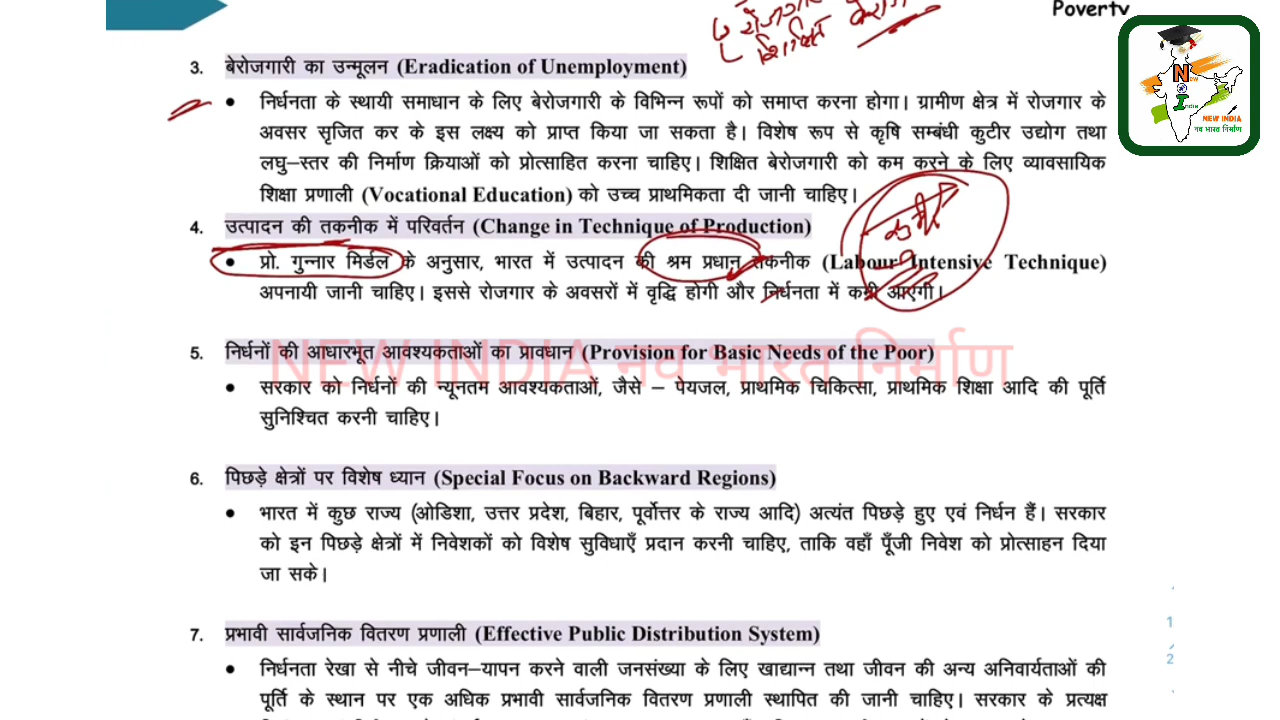 Poverty
रोजगार
शिक्षित
3. बेरोजगारी का उन्मूलन (Eradication of Unemployment)
• निर्धनता के स्थायी समाधान के लिए बेरोजगारी के विभिन्न रूपों को समाप्त करना होगा। ग्रामीण क्षेत्र में रोजगार के
अवसर सृजित कर के इस लक्ष्य को प्राप्त किया जा सकता है। विशेष रूप से कृषि सम्बंधी कुटीर उद्योग तथा
लघु–स्तर की निर्माण क्रियाओं को प्रोत्साहित करना चाहिए। शिक्षित बेरोजगारी को कम करने के लिए व्यावसायिक
शिक्षा प्रणाली (Vocational Education) को उच्च प्राथमिकता दी जानी चाहिए।
4. उत्पादन की तकनीक में परिवर्तन (Change in Technique of Production)
• प्रो. गुन्नार मिर्डल के अनुसार, भारत में उत्पादन की श्रम प्रधान तकनीक (Labour Intensive Technique)
अपनायी जानी चाहिए। इससे रोजगार के अवसरों में वृद्धि होगी और निर्धनता में कमी आएगी।
5. निर्धनों की आधारभूत आवश्यकताओं का प्रावधान (Provision for Basic Needs of the Poor)
NEW INDIA नव भारत निर्माण
• सरकार को निर्धनों की न्यूनतम आवश्यकताओं, जैसे – पेयजल, प्राथमिक चिकित्सा, प्राथमिक शिक्षा आदि की पूर्ति
सुनिश्चित करनी चाहिए।
6. पिछड़े क्षेत्रों पर विशेष ध्यान (Special Focus on Backward Regions)
• भारत में कुछ राज्य (ओडिशा, उत्तर प्रदेश, बिहार, पूर्वोत्तर के राज्य आदि) अत्यंत पिछड़े हुए एवं निर्धन हैं। सरकार
को इन पिछड़े क्षेत्रों में निवेशकों को विशेष सुविधाएँ प्रदान करनी चाहिए, ताकि वहाँ पूँजी निवेश को प्रोत्साहन दिया
जा सके।
7. प्रभावी सार्वजनिक वितरण प्रणाली (Effective Public Distribution System)
• निर्धनता रेखा से नीचे जीवन–यापन करने वाली जनसंख्या के लिए खाद्यान्न तथा जीवन की अन्य अनिवार्यताओं की
पूर्ति के स्थान पर एक अधिक प्रभावी सार्वजनिक वितरण प्रणाली स्थापित की जानी चाहिए। सरकार के प्रत्यक्ष
New
India
NEW INDIA
नव भारत निर्माण
1
2